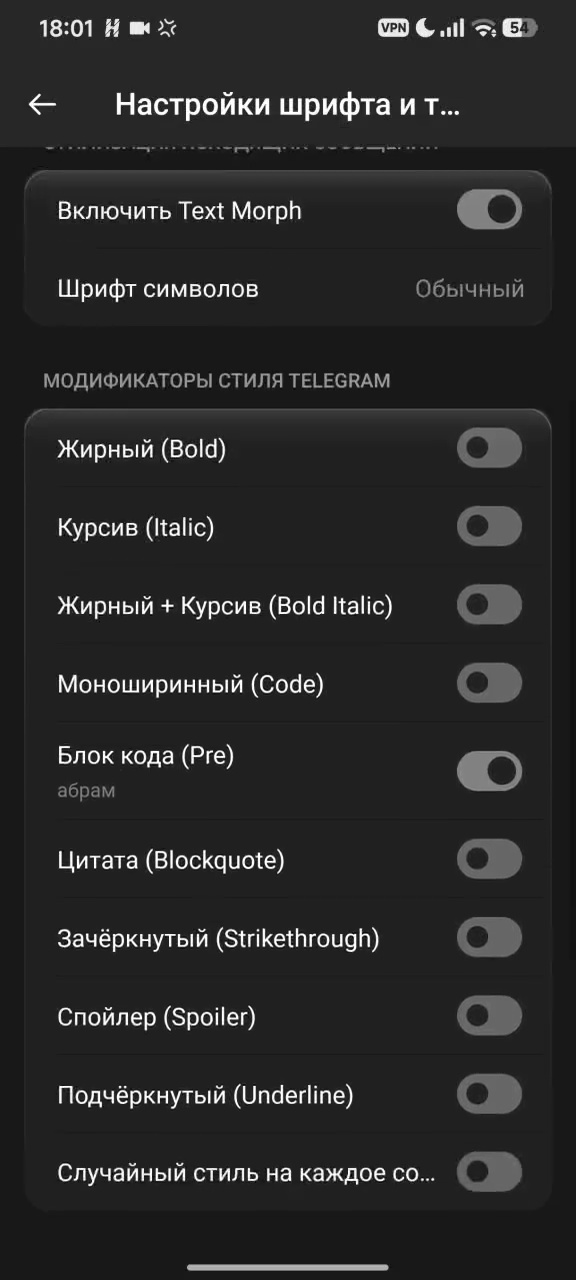 18:01 VPN 54
Настройки шрифта и т...
Включить Text Morph
Шрифт символов Обычный
МОДИФИКАТОРЫ СТИЛЯ TELEGRAM
Жирный (Bold)
Курсив (Italic)
Жирный + Курсив (Bold Italic)
Моноширинный (Code)
Блок кода (Pre)
абрам
Цитата (Blockquote)
Зачёркнутый (Strikethrough)
Спойлер (Spoiler)
Подчёркнутый (Underline)
Случайный стиль на каждое со...